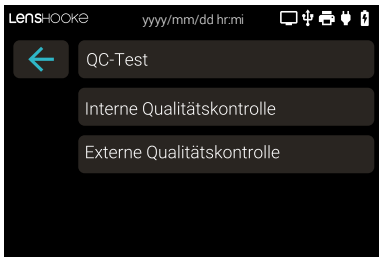 LENSHOOKE yyyy/mm/dd hr:mi
QC-Test
Interne Qualitätskontrolle
Externe Qualitätskontrolle